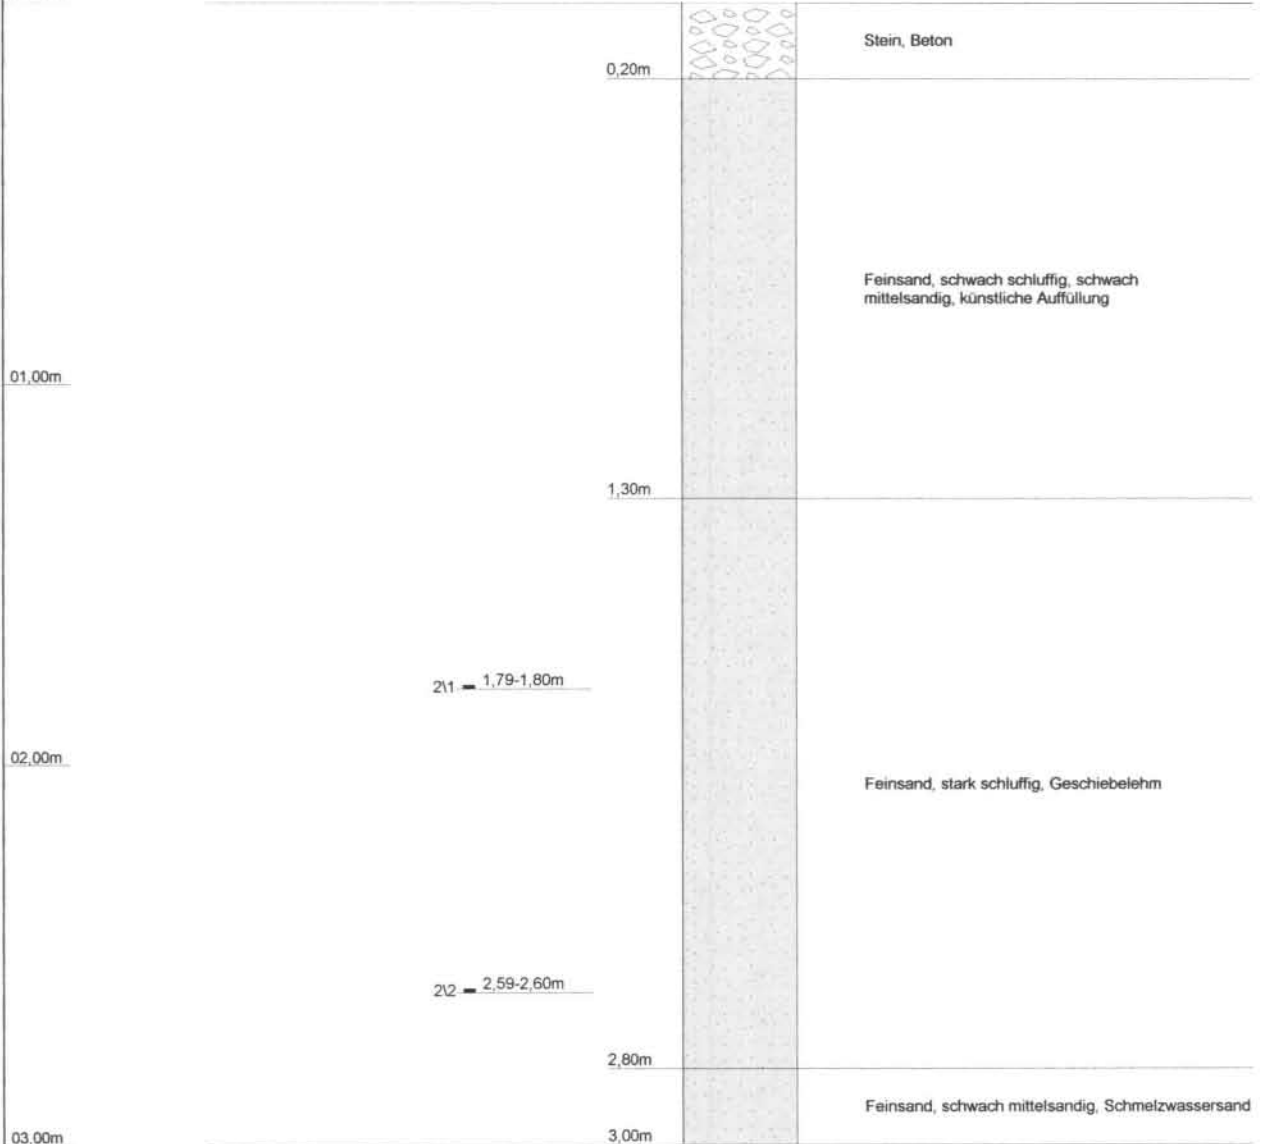 Stein, Beton
0,20m
Feinsand, schwach schluffig, schwach
mittelsandig, künstliche Auffüllung
01,00m
1,30m
2\1 1,79-1,80m
02,00m
Feinsand, stark schluffig, Geschiebelehm
2\2 2,59-2,60m
2,80m
Feinsand, schwach mittelsandig, Schmelzwassersand
03,00m
3,00m